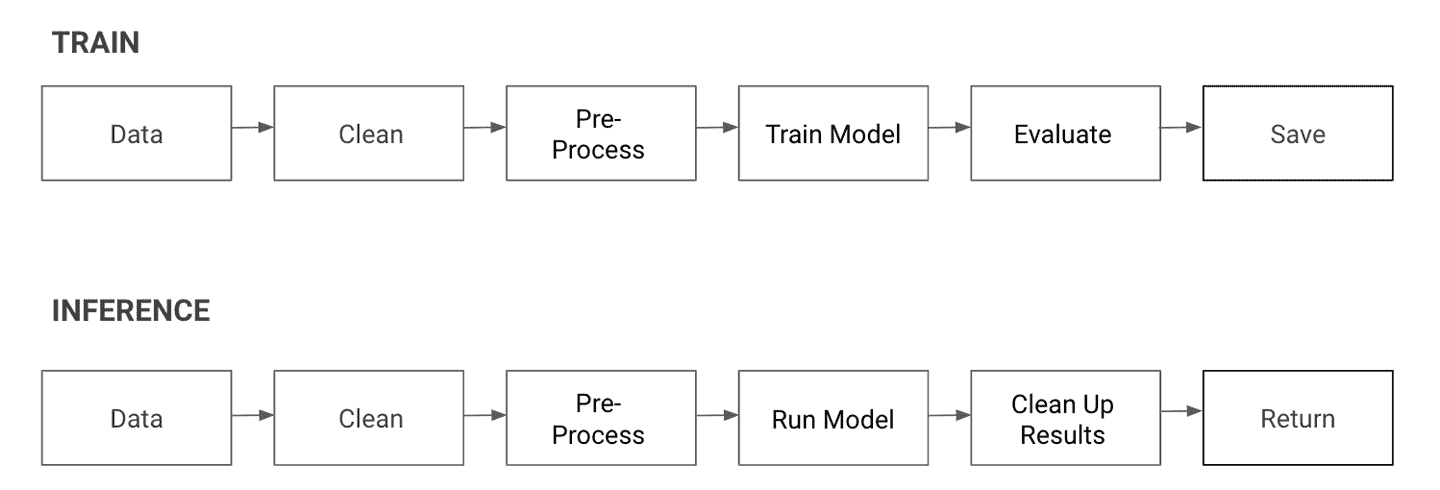 TRAIN
Data
Clean
Pre-
Process
Train Model
Evaluate
Save
INFERENCE
Data
Clean
Pre-
Process
Run Model
Clean Up
Results
Return